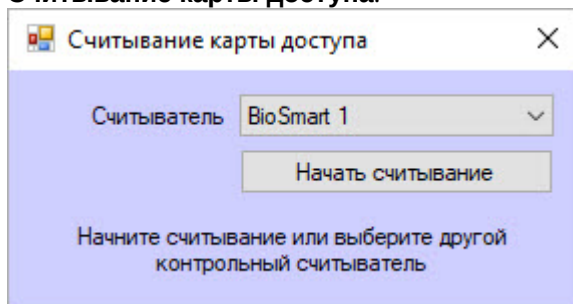 Считывание карты доступа.
Считывание карты доступа
Считыватель BioSmart 1
Начать считывание
Начните считывание или выберите другой
контрольный считыватель